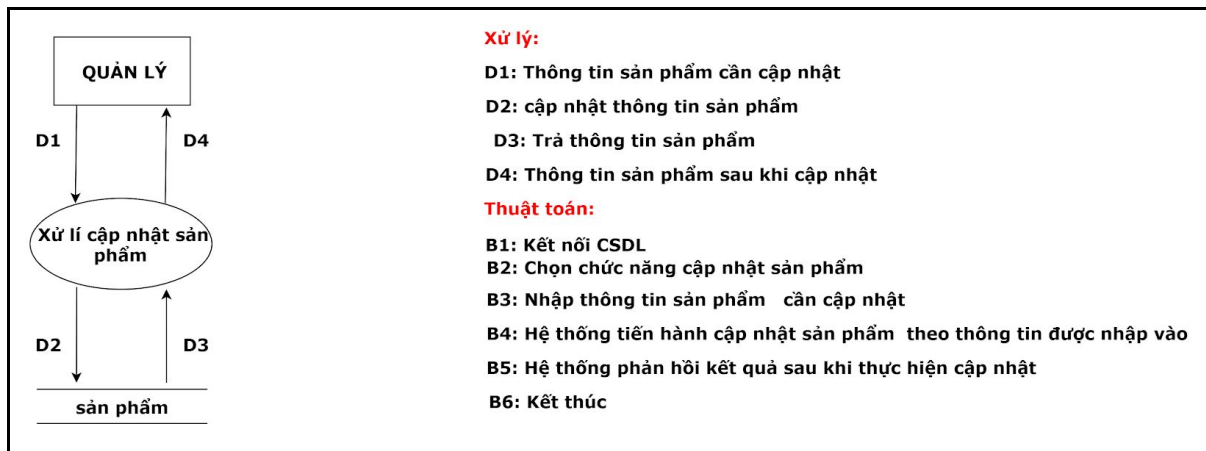 QUẢN LÝ
D1
D4
Xử lí cập nhật sản
phẩm
D2
D3
sản phẩm
Xử lý:
D1: Thông tin sản phẩm cần cập nhật
D2: cập nhật thông tin sản phẩm
D3: Trả thông tin sản phẩm
D4: Thông tin sản phẩm sau khi cập nhật
Thuật toán:
B1: Kết nối CSDL
B2: Chọn chức năng cập nhật sản phẩm
B3: Nhập thông tin sản phẩm cần cập nhật
B4: Hệ thống tiến hành cập nhật sản phẩm theo thông tin được nhập vào
B5: Hệ thống phản hồi kết quả sau khi thực hiện cập nhật
B6: Kết thúc